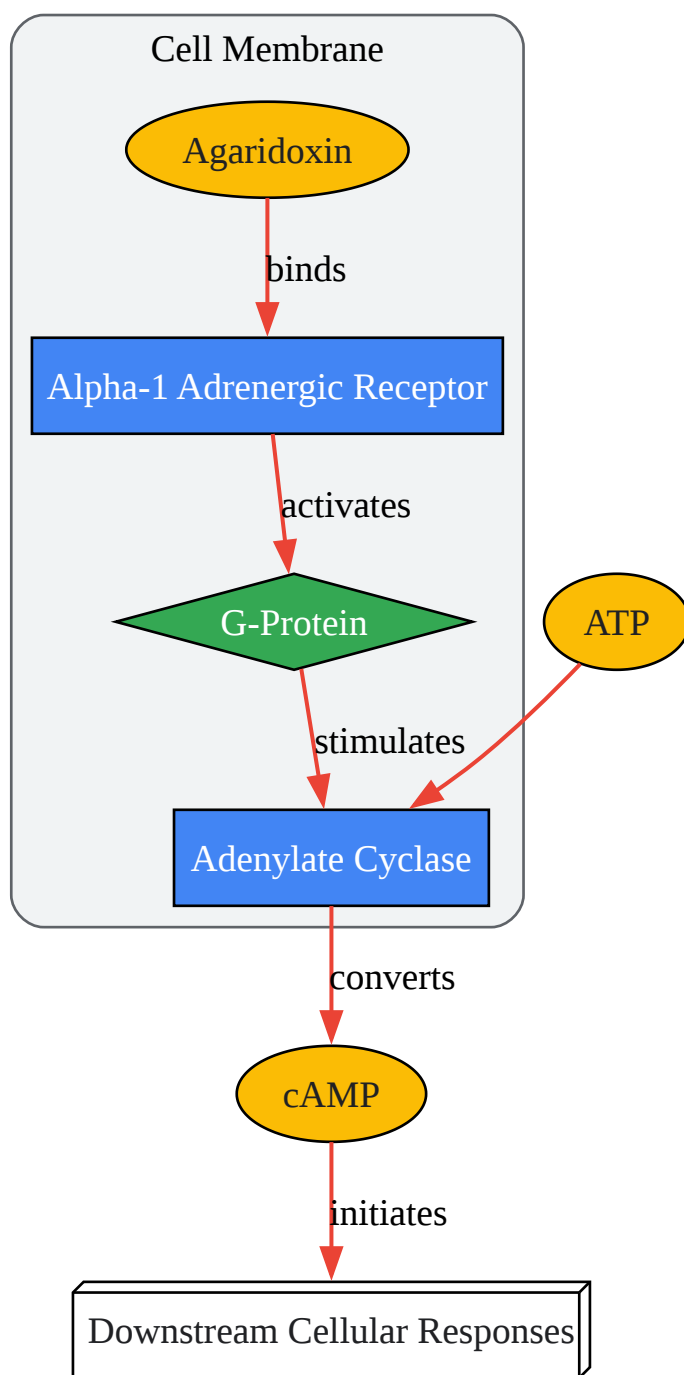 Cell Membrane
Agaridoxin
binds
Alpha-1 Adrenergic Receptor
activates
G-Protein
ATP
stimulates
Adenylate Cyclase
converts
cAMP
initiates
Downstream Cellular Responses